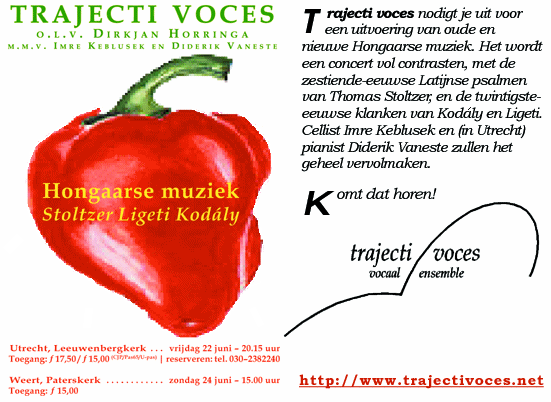 TRAJECTI VOCES
O.L.V. DIRKJAN HORRINGA
M.M.V. IMRE KEBLUSEK EN DIDERIK VANESTE
Hongaarse muziek
Stoltzer Ligeti Kodály
Utrecht, Leeuwenbergkerk ... vrijdag 22 juni – 20.15 uur
Toegang: ƒ 17,50 / ƒ 15,00 (CJP/Pas65/U-pas) | reserveren: tel. 030–2382240
Weert, Paterskerk ........... zondag 24 juni – 15.00 uur
Toegang: ƒ 15,00
Trajecti voces nodigt je uit voor
een uitvoering van oude en
nieuwe Hongaarse muziek. Het wordt
een concert vol contrasten, met de
zestiende-eeuwse Latijnse psalmen
van Thomas Stoltzer, en de twintigste-
eeuwse klanken van Kodály en Ligeti.
Cellist Imre Keblusek en (in Utrecht)
pianist Diderik Vaneste zullen het
geheel vervolmaken.
Komt dat horen!
trajecti voces
vocaal ensemble
http://www.trajectivoces.net